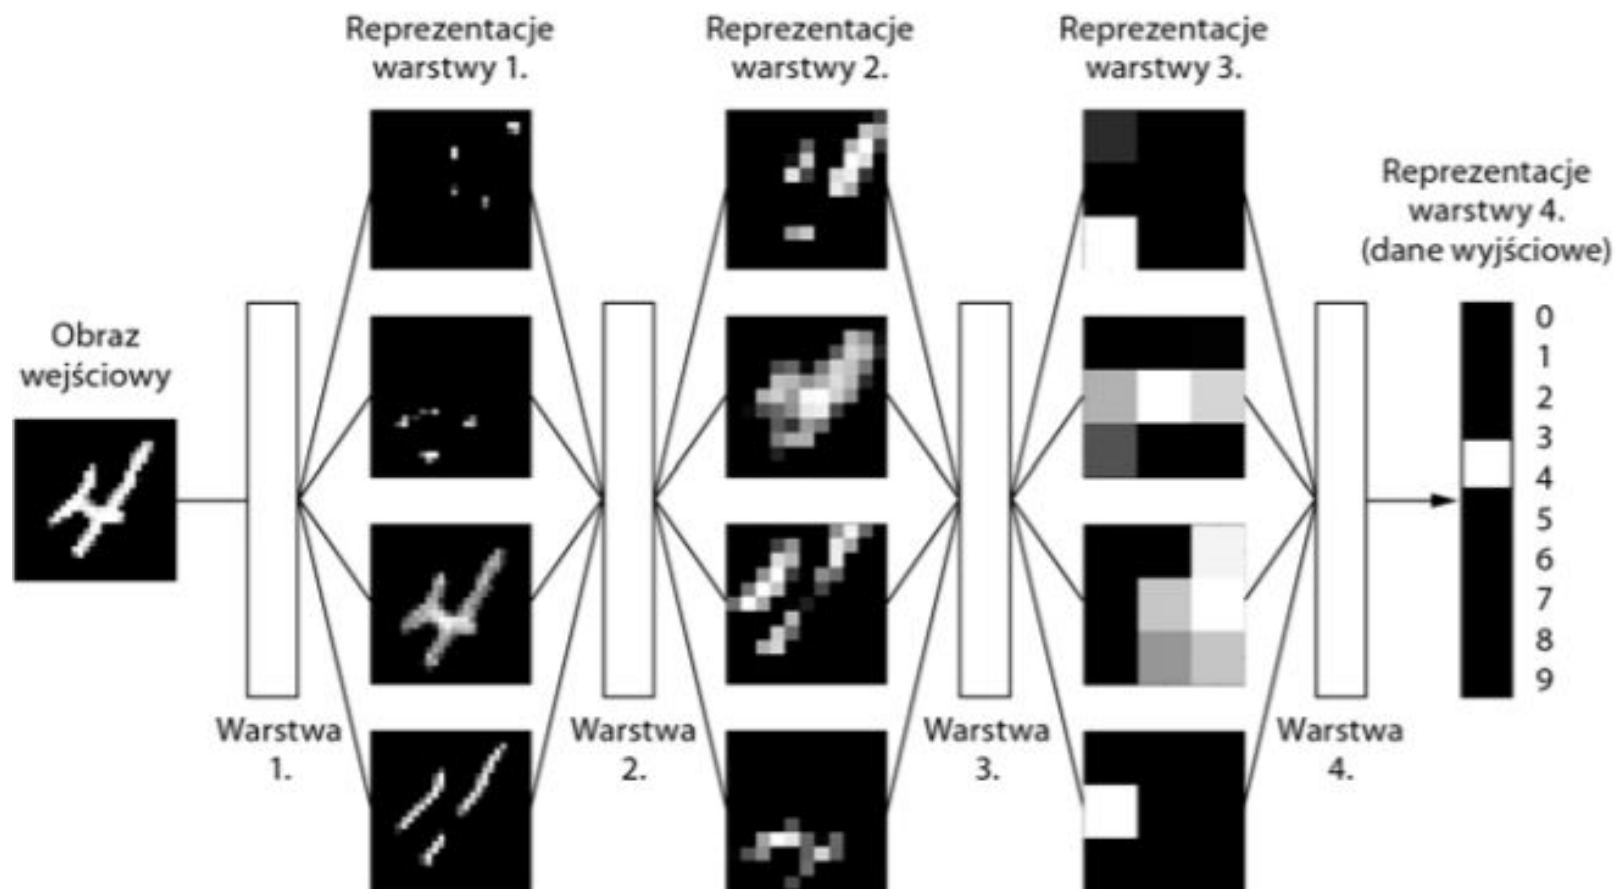 Reprezentacje
warstwy 1.
Reprezentacje
warstwy 2.
Reprezentacje
warstwy 3.
Reprezentacje
warstwy 4.
(dane wyjściowe)
Obraz
wejściowy
0
1
2
3
4
5
6
7
8
9
Warstwa
1.
Warstwa
2.
Warstwa
3.
Warstwa
4.